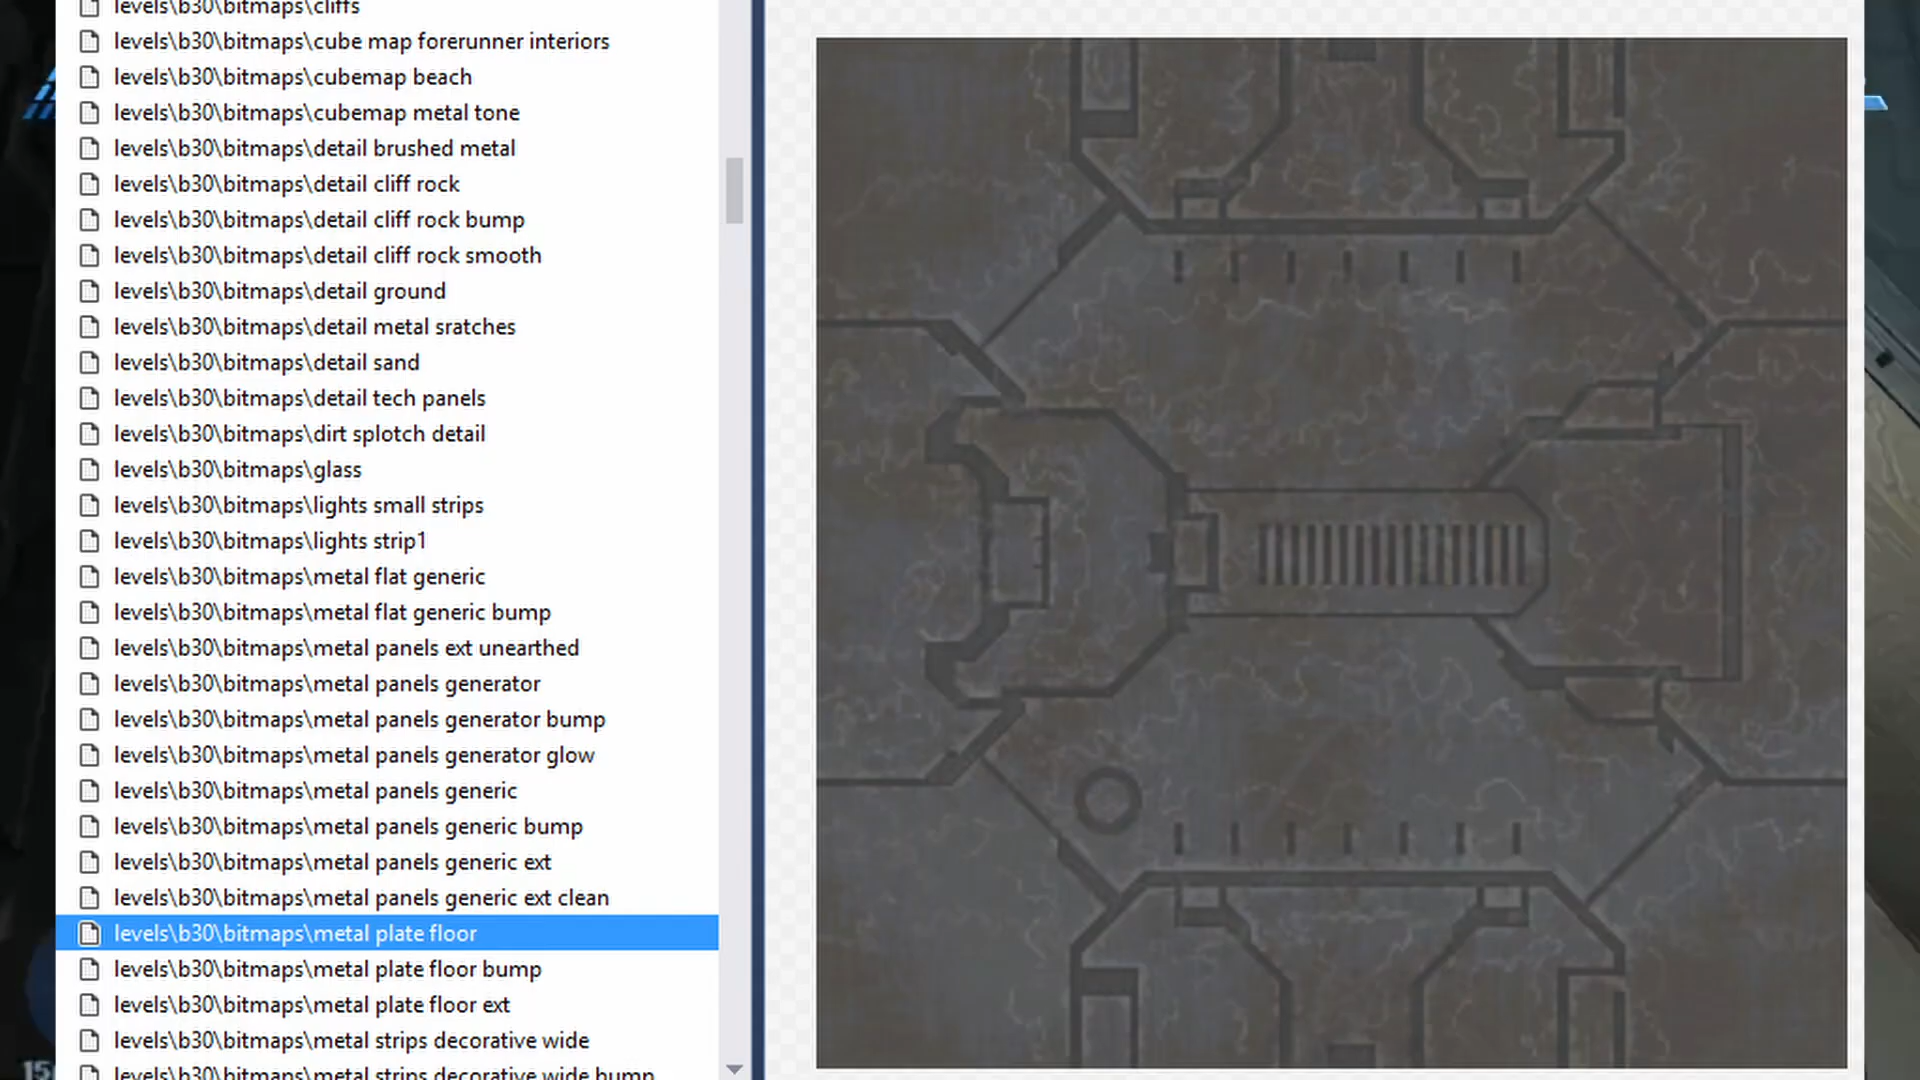 levels\b30\bitmaps\cliffs
levels\b30\bitmaps\cube map forerunner interiors
levels\b30\bitmaps\cubemap beach
levels\b30\bitmaps\cubemap metal tone
levels\b30\bitmaps\detail brushed metal
levels\b30\bitmaps\detail cliff rock
levels\b30\bitmaps\detail cliff rock bump
levels\b30\bitmaps\detail cliff rock smooth
levels\b30\bitmaps\detail ground
levels\b30\bitmaps\detail metal sratches
levels\b30\bitmaps\detail sand
levels\b30\bitmaps\detail tech panels
levels\b30\bitmaps\dirt splotch detail
levels\b30\bitmaps\glass
levels\b30\bitmaps\lights small strips
levels\b30\bitmaps\lights strip1
levels\b30\bitmaps\metal flat generic
levels\b30\bitmaps\metal flat generic bump
levels\b30\bitmaps\metal panels ext unearthed
levels\b30\bitmaps\metal panels generator
levels\b30\bitmaps\metal panels generator bump
levels\b30\bitmaps\metal panels generator glow
levels\b30\bitmaps\metal panels generic
levels\b30\bitmaps\metal panels generic bump
levels\b30\bitmaps\metal panels generic ext
levels\b30\bitmaps\metal panels generic ext clean
levels\b30\bitmaps\metal plate floor
levels\b30\bitmaps\metal plate floor bump
levels\b30\bitmaps\metal plate floor ext
levels\b30\bitmaps\metal strips decorative wide
levels\b30\bitmaps\metal strips decorative wide bump